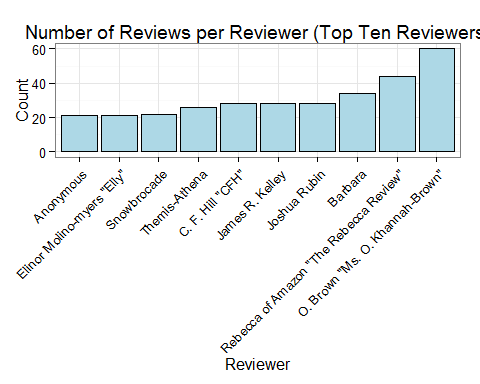 Number of Reviews per Reviewer (Top Ten Reviewers
Count
60
40
20
0
Anonymous
Elinor Molino-myers "Elly"
Snowbrocade
Themis-Athena
C. F. Hill "CFH"
James R. Kelley
Joshua Rubin
Barbara
Rebecca of Amazon "The Rebecca Review"
O. Brown "Ms. O. Khannah-Brown"
Reviewer